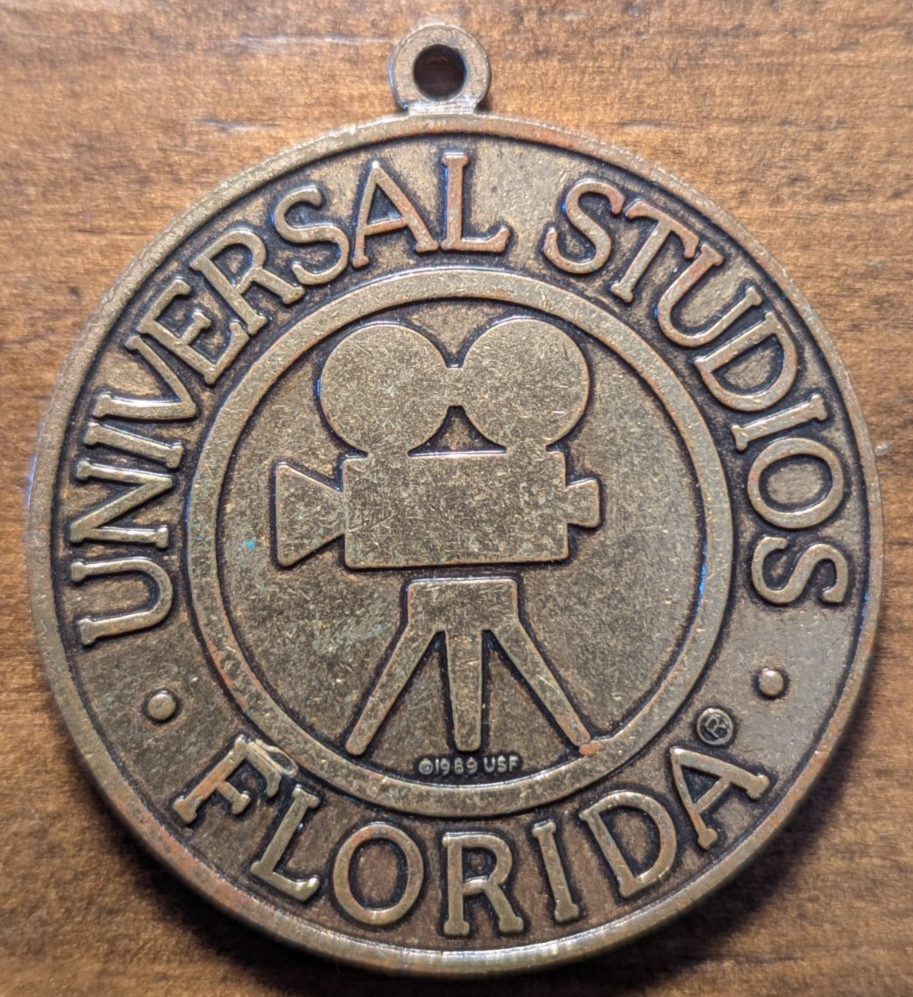 UNIVERSAL STUDIOS
• FLORIDA® •
©1989 USF